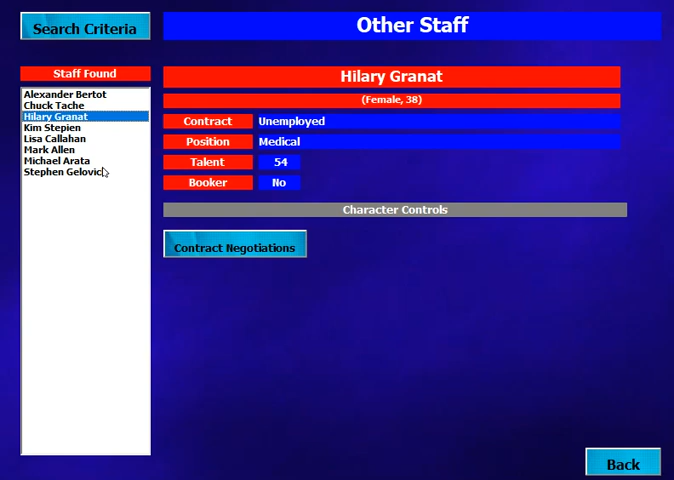 Search Criteria
Other Staff
Staff Found
Alexander Bertot
Chuck Tache
Hilary Granat
Kim Stepien
Lisa Callahan
Mark Allen
Michael Arata
Stephen Gelovic
Hilary Granat
(Female, 38)
Contract Unemployed
Position Medical
Talent 54
Booker No
Character Controls
Contract Negotiations
Back